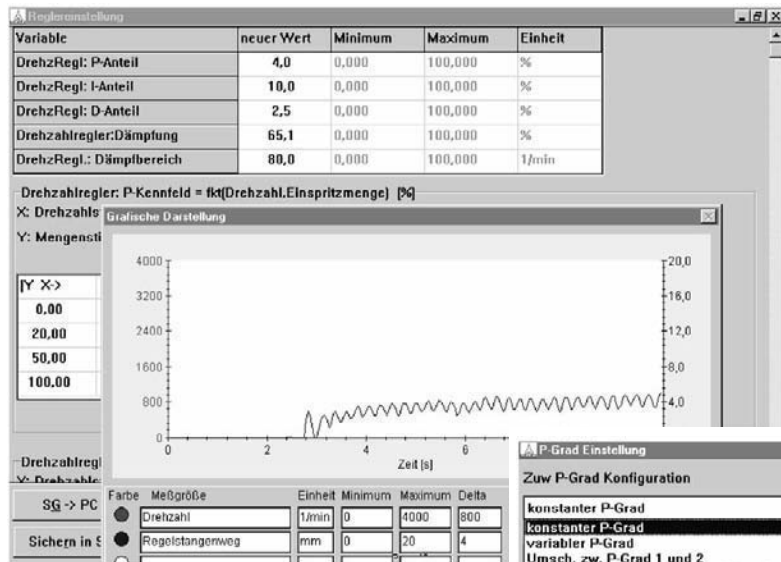 Reglereinstellung
Variable neuer Wert Minimum Maximum Einheit
DrehzRegl: P-Anteil 4,0 0,000 100,000 %
DrehzRegl: I-Anteil 10,0 0,000 100,000 %
DrehzRegl: D-Anteil 2,5 0,000 100,000 %
Drehzahlregler:Dämpfung 65,1 0,000 100,000 %
DrehzRegl.: Dämpfbereich 80,0 0,000 100,000 1/min
Drehzahlregler: P-Kennfeld = fkt(Drehzahl,Einspritzmenge) [%]
X: Drehzahls
Grafische Darstellung
Y: Mengensti
4000 20,0
[Y X->
3200 16,0
0.00
20,00
2400 12,0
50,00
1600 8,0
100,00
800 4,0
0
0 2 4 6
Zeit [s]
Drehzahlregl
P-Grad Einstellung
Zuw P-Grad Konfiguration
SG -> PC
Farbe Meßgröße Einheit Minimum Maximum Delta
konstanter P-Grad
Drehzahl 1/min 0 4000 800
konstanter P-Grad
Sichern in S
Regelstangenweg mm 0 20 4
variabler P-Grad
Umsch. zw. P-Grad 1 und 2